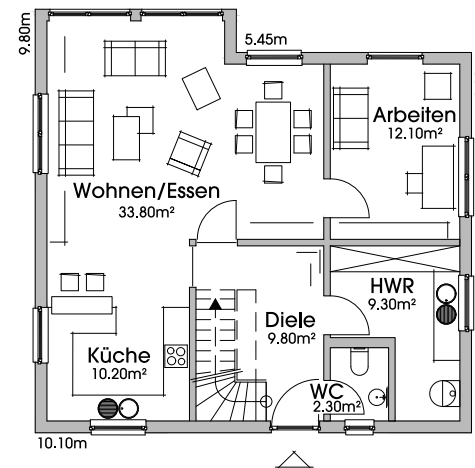 9.80m
5.45m
Arbeiten
12.10m²
Wohnen/Essen
33.80m²
HWR
9.30m²
Diele
9.80m²
Küche
10.20m²
WC
2.30m²
10.10m